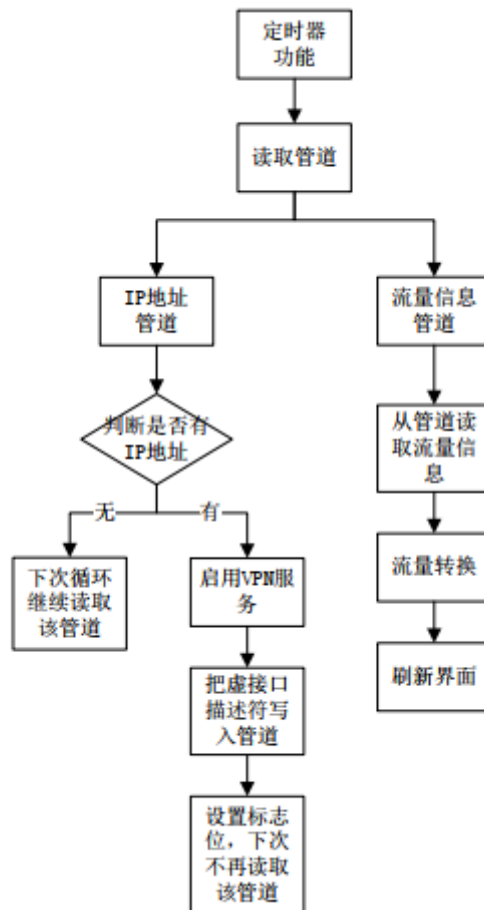 定时器
功能
读取管道
IP地址
管道
流量信息
管道
判断是否有
IP地址
从管道读
取流量信
息
无
有
下次循环
继续读取
该管道
启用VPN服
务
流量转换
把虚接口
描述符写
入管道
刷新界面
设置标志
位，下次
不再读取
该管道